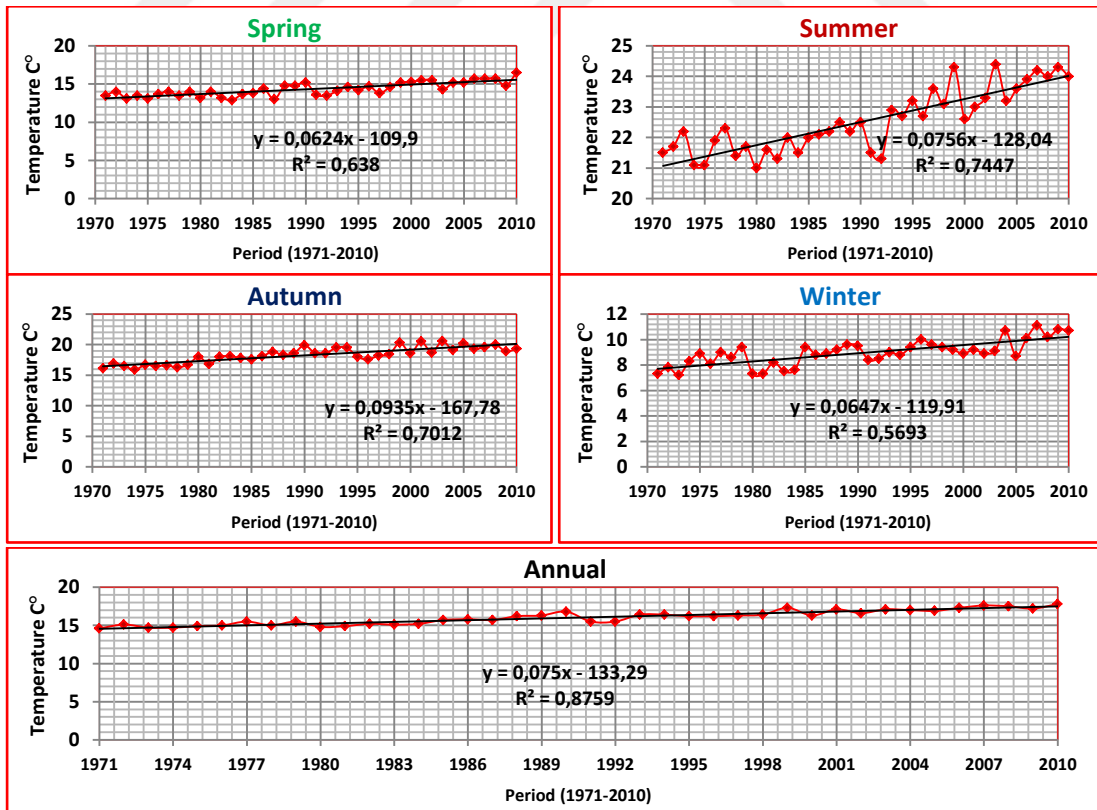 Spring
Temperature C°
20
15
10
5
0
1970 1975 1980 1985 1990 1995 2000 2005 2010
y = 0,0624x - 109,9
R² = 0,638
Period (1971-2010)
Summer
Temperature C°
25
24
23
22
21
20
1970 1975 1980 1985 1990 1995 2000 2005 2010
y = 0,0756x - 128,04
R² = 0,7447
Period (1971-2010)
Autumn
Temperature C°
25
20
15
10
5
0
1970 1975 1980 1985 1990 1995 2000 2005 2010
y = 0,0935x - 167,78
R² = 0,7012
Period (1971-2010)
Winter
Temperature C°
12
10
8
6
4
2
0
1970 1975 1980 1985 1990 1995 2000 2005 2010
y = 0,0647x - 119,91
R² = 0,5693
Period (1971-2010)
Annual
Temperature C°
20
15
10
5
0
1971 1974 1977 1980 1983 1986 1989 1992 1995 1998 2001 2004 2007 2010
y = 0,075x - 133,29
R² = 0,8759
Period (1971-2010)